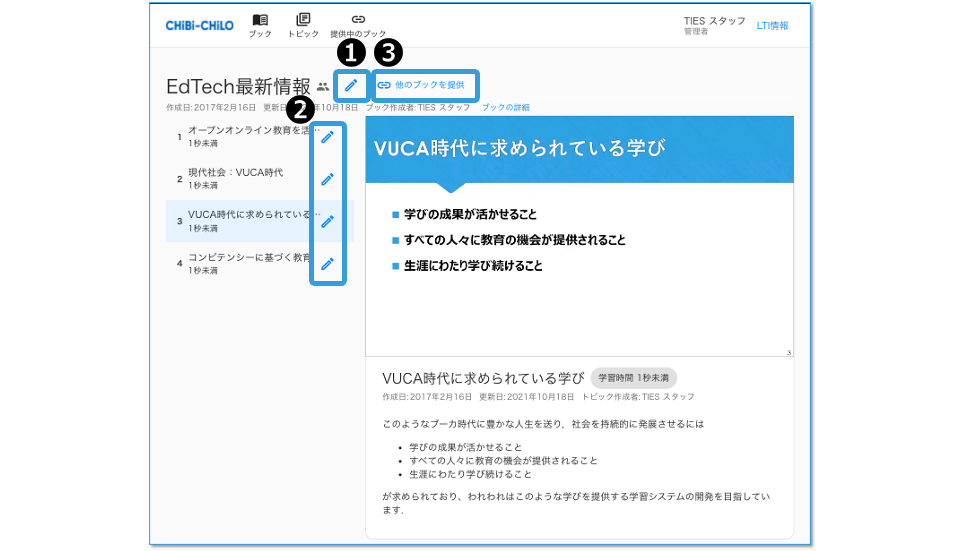 CHiBi-CHiLO
ブック
トピック
提供中のブック
TIES スタッフ
管理者
LTI情報
1
3
EdTech最新情報
他のブックを提供
作成日: 2017年2月16日 更新日 2 年10月18日 ブック作成者: TIES スタッフ ブックの詳細
1 オープンオンライン教育を活…
1秒未満
2 現代社会：VUCA時代
1秒未満
3 VUCA時代に求められている…
1秒未満
4 コンピテンシーに基づく教育
1秒未満
VUCA時代に求められている学び
学びの成果が活かせること
すべての人々に教育の機会が提供されること
生涯にわたり学び続けること
3
VUCA時代に求められている学び 学習時間 1秒未満
作成日: 2017年2月16日 更新日: 2021年10月18日 トピック作成者: TIES スタッフ
このようなブーカ時代に豊かな人生を送り，社会を持続的に発展させるには
• 学びの成果が活かせること
• すべての人々に教育の機会が提供されること
• 生涯にわたり学び続けること
が求められており、われわれはこのような学びを提供する学習システムの開発を目指してい
ます．